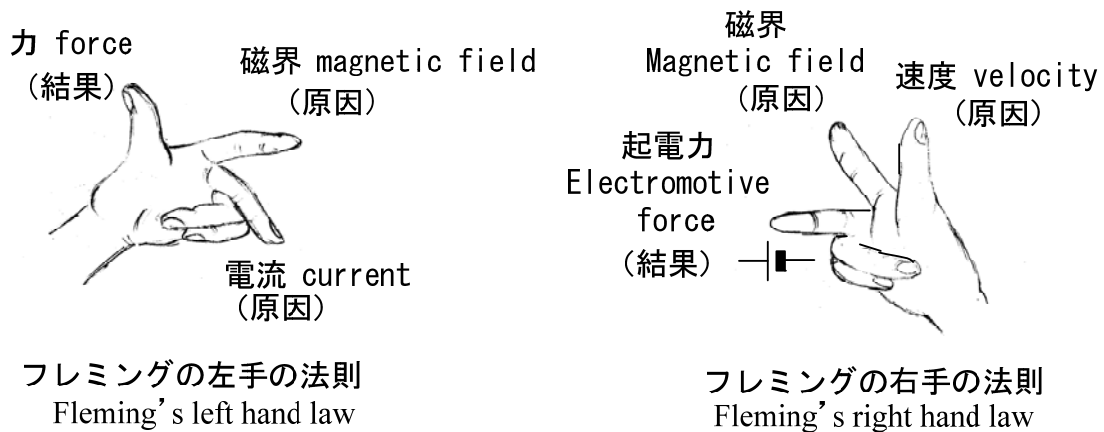 力 force
（結果）
磁界 magnetic field
（原因）
電流 current
（原因）
フレミングの左手の法則
Fleming’s left hand law
磁界
Magnetic field
（原因）
速度 velocity
（原因）
起電力
Electromotive
force
（結果）
フレミングの右手の法則
Fleming’s right hand law